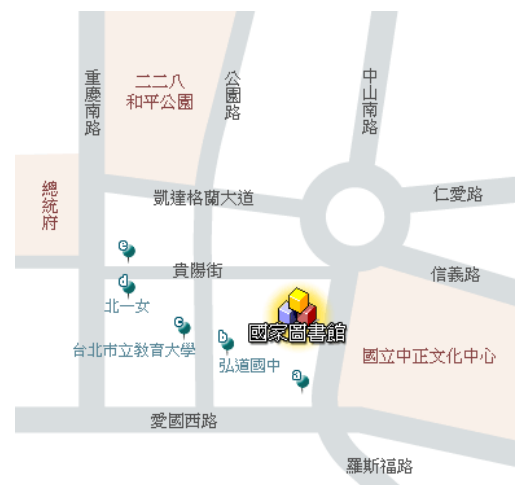 重慶南路
二二八
和平公園
公園路
中山南路
總統府
凱達格蘭大道
仁愛路
e
貴陽街
信義路
d
北一女
c
國家圖書館
台北市立教育大學
b
弘道國中
國立中正文化中心
a
愛國西路
羅斯福路